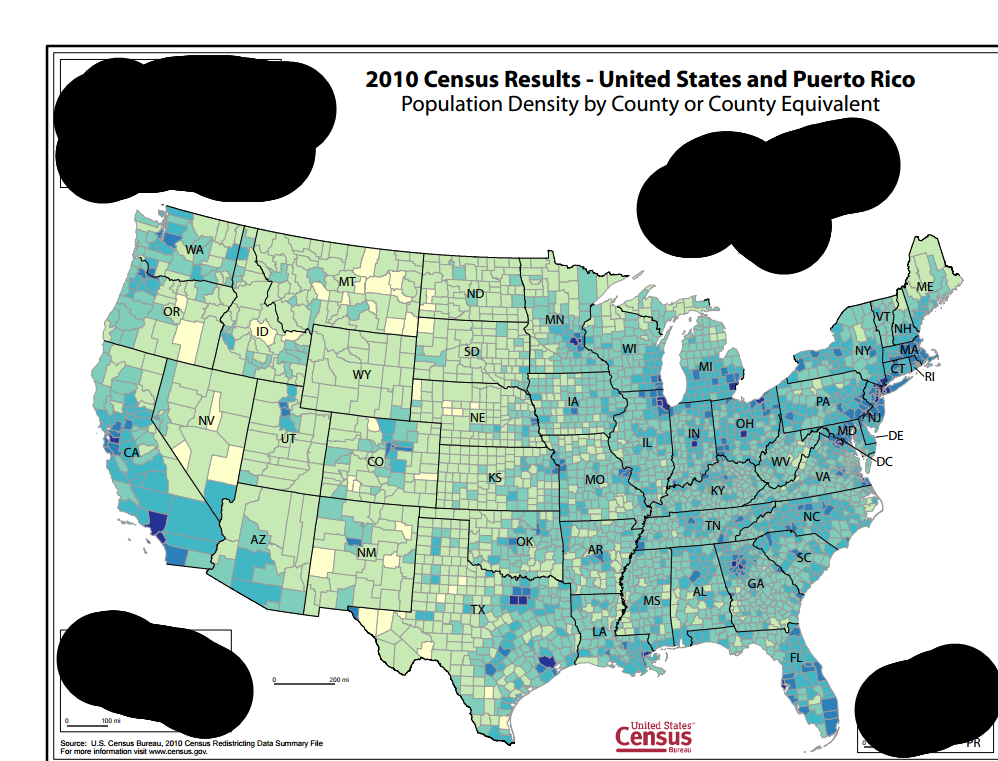 2010 Census Results - United States and Puerto Rico
Population Density by County or County Equivalent
WA
MT
ND
MN
ME
OR
ID
SD
WI
MI
VT
NH
NY
MA
CT
RI
WY
NE
IA
PA
NJ
NV
UT
CO
KS
MO
IL
IN
OH
MD
DE
DC
WV
VA
CA
KY
AZ
NM
OK
AR
TN
NC
SC
TX
LA
MS
AL
GA
FL
0 200 mi
0 100 mi
0
PR
United States™
Census
Bureau
Source: U.S. Census Bureau, 2010 Census Redistricting Data Summary File
For more information visit www.census.gov.